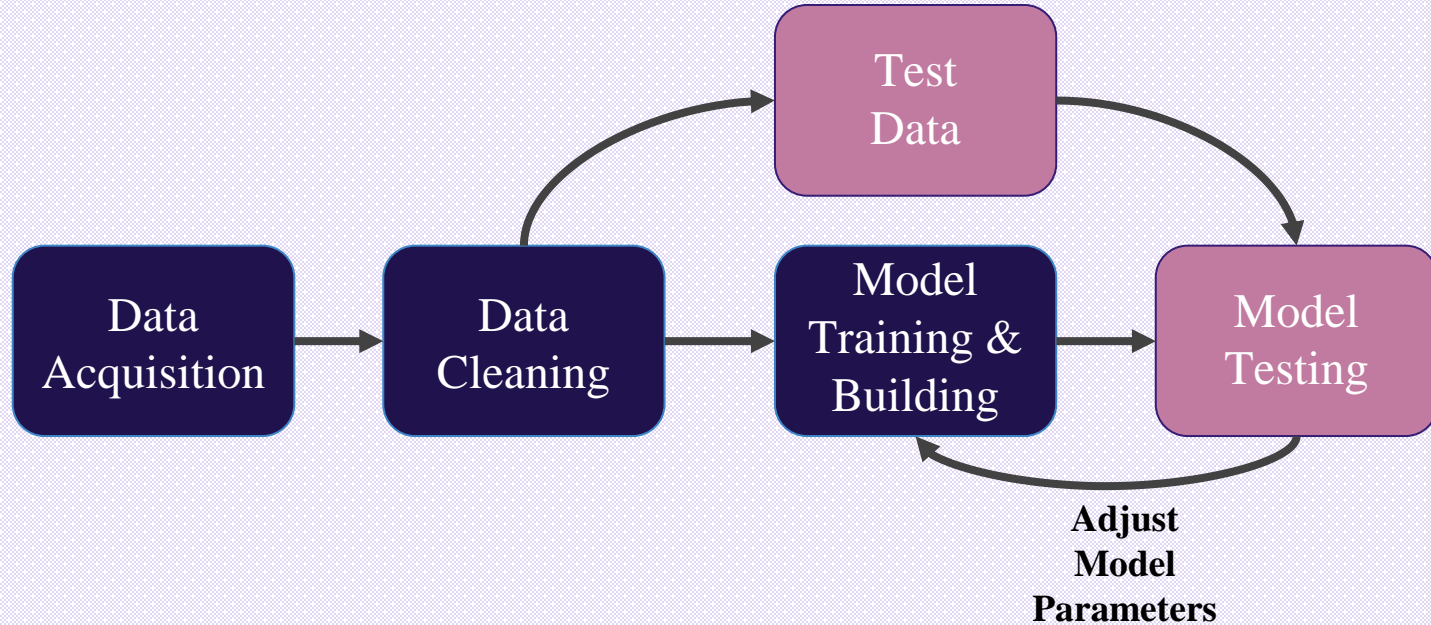 Test
Data
Data
Acquisition
Data
Cleaning
Model
Training &
Building
Model
Testing
Adjust
Model
Parameters